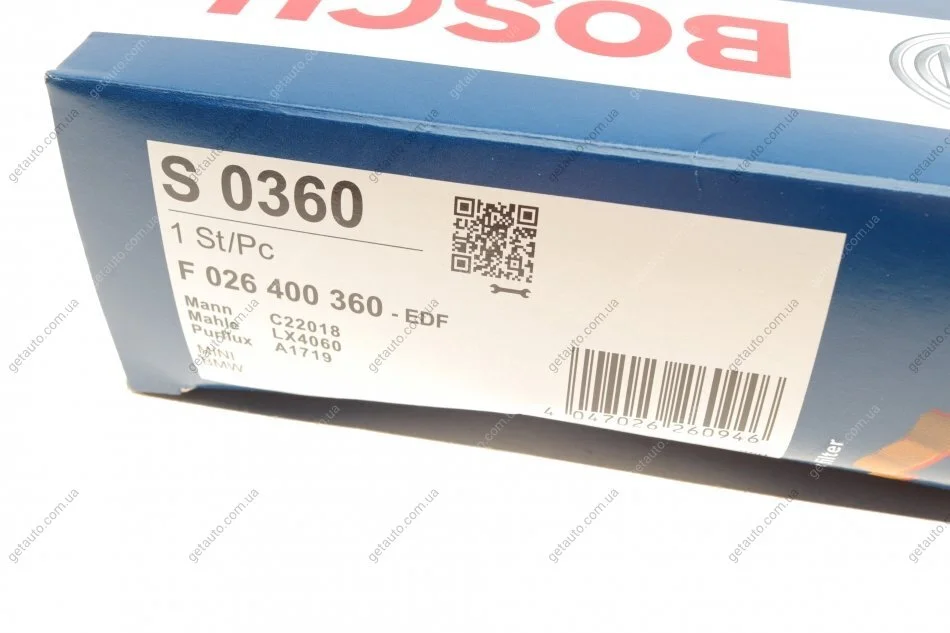 BOSCH
S 0360
1 St/Pc
F 026 400 360 - EDF
Mann C22018
Mahle LX4060
Purflux A1719
MINI
BMW
4 047026 260946
filter
getauto.com.ua